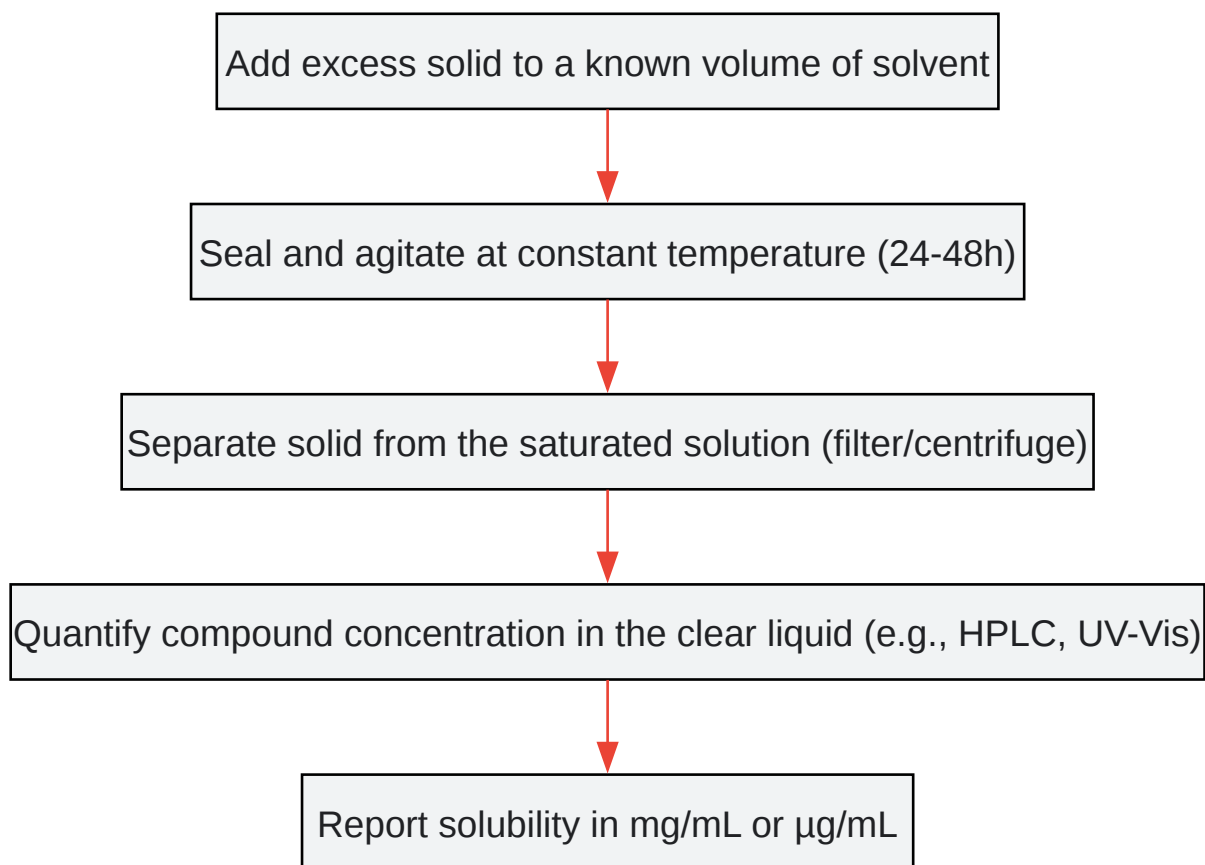 Add excess solid to a known volume of solvent
Seal and agitate at constant temperature (24-48h)
Separate solid from the saturated solution (filter/centrifuge)
Quantify compound concentration in the clear liquid (e.g., HPLC, UV-Vis)
Report solubility in mg/mL or µg/mL